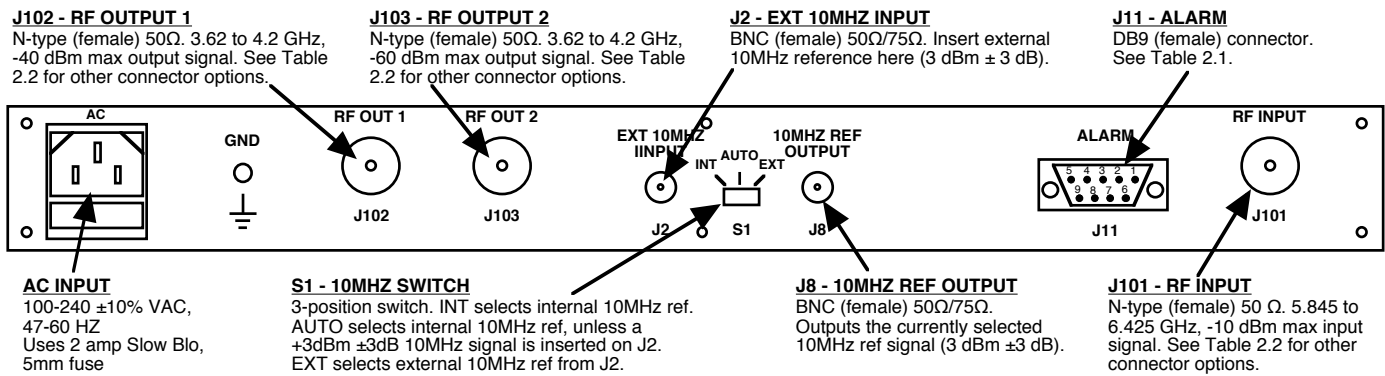 J102 - RF OUTPUT 1
N-type (female) 50Ω. 3.62 to 4.2 GHz,
-40 dBm max output signal. See Table
2.2 for other connector options.
J103 - RF OUTPUT 2
N-type (female) 50Ω. 3.62 to 4.2 GHz,
-60 dBm max output signal. See Table
2.2 for other connector options.
J2 - EXT 10MHZ INPUT
BNC (female) 50Ω/75Ω. Insert external
10MHz reference here (3 dBm ± 3 dB).
J11 - ALARM
DB9 (female) connector.
See Table 2.1.
AC
GND
RF OUT 1
J102
RF OUT 2
J103
EXT 10MHZ
IINPUT
J2
INT AUTO EXT
S1
10MHZ REF
OUTPUT
J8
ALARM
5 4 3 2 1
9 8 7 6
J11
RF INPUT
J101
AC INPUT
100-240 ±10% VAC,
47-60 HZ
Uses 2 amp Slow Blo,
5mm fuse
S1 - 10MHZ SWITCH
3-position switch. INT selects internal 10MHz ref.
AUTO selects internal 10MHz ref, unless a
+3dBm ±3dB 10MHz signal is inserted on J2.
EXT selects external 10MHz ref from J2.
J8 - 10MHZ REF OUTPUT
BNC (female) 50Ω/75Ω.
Outputs the currently selected
10MHz ref signal (3 dBm ±3 dB).
J101 - RF INPUT
N-type (female) 50 Ω. 5.845 to
6.425 GHz, -10 dBm max input
signal. See Table 2.2 for other
connector options.